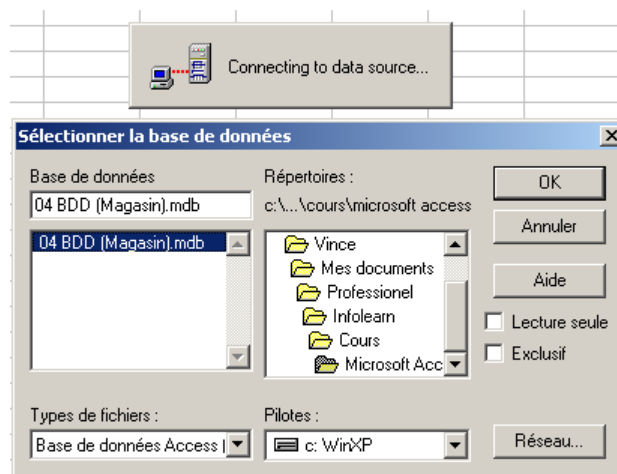 Connecting to data source...
Sélectionner la base de données
Base de données
04 BDD (Magasin).mdb
04 BDD (Magasin).mdb
Répertoires :
c:\...\cours\microsoft access
Vince
Mes documents
Professionel
Infolearn
Cours
Microsoft Acc
OK
Annuler
Aide
Lecture seule
Exclusif
Types de fichiers :
Base de données Access (
Pilotes :
c: WinXP
Réseau...